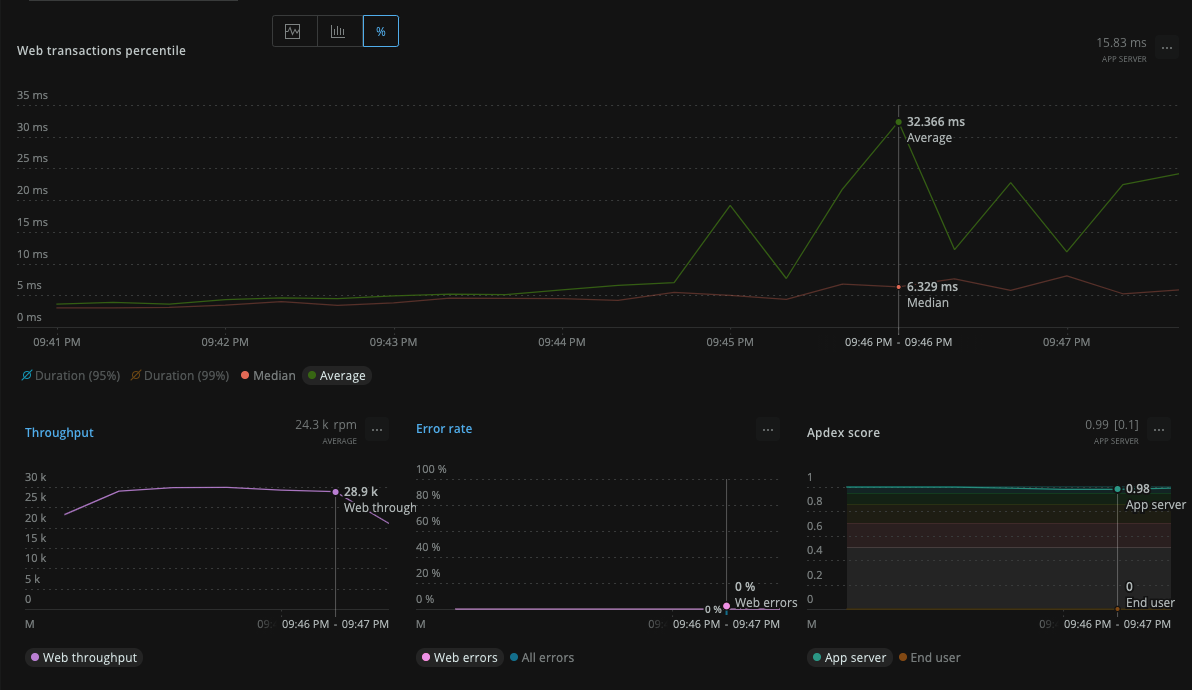 %
Web transactions percentile
15.83 ms
APP SERVER
35 ms
30 ms
25 ms
20 ms
15 ms
10 ms
5 ms
0 ms
32.366 ms
Average
6.329 ms
Median
09:41 PM 09:42 PM 09:43 PM 09:44 PM 09:45 PM 09:46 PM - 09:46 PM 09:47 PM
Duration (95%) Duration (99%) Median Average
Throughput
24.3 k rpm
AVERAGE
30 k
25 k
20 k
15 k
10 k
5 k
0
28.9 k
Web through
M 09: 09:46 PM - 09:47 PM
Web throughput
Error rate
100 %
80 %
60 %
40 %
20 %
0 %
0 %
Web errors
0 %
M 09: 09:46 PM - 09:47 PM
Web errors All errors
Apdex score
0.99 [0.1]
APP SERVER
1
0.8
0.6
0.4
0.2
0
0.98
App server
0
End user
M 09: 09:46 PM - 09:47 PM
App server End user